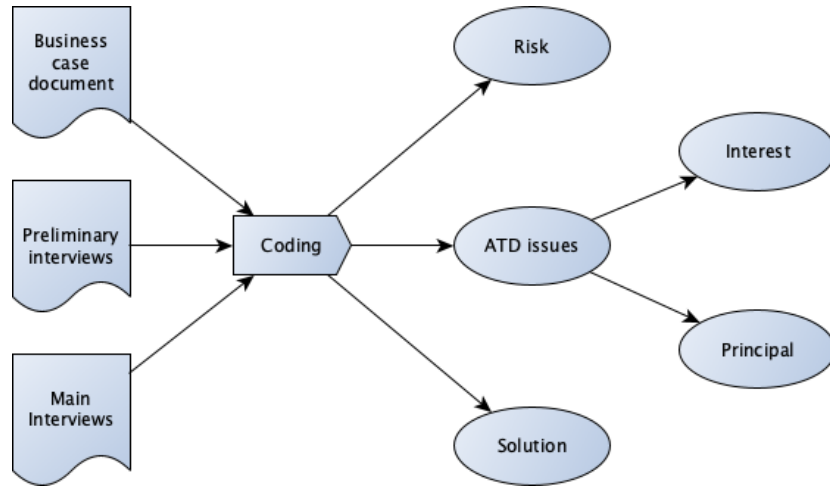 Business
case
document
Risk
Interest
Preliminary
interviews
Coding
ATD issues
Principal
Main
Interviews
Solution